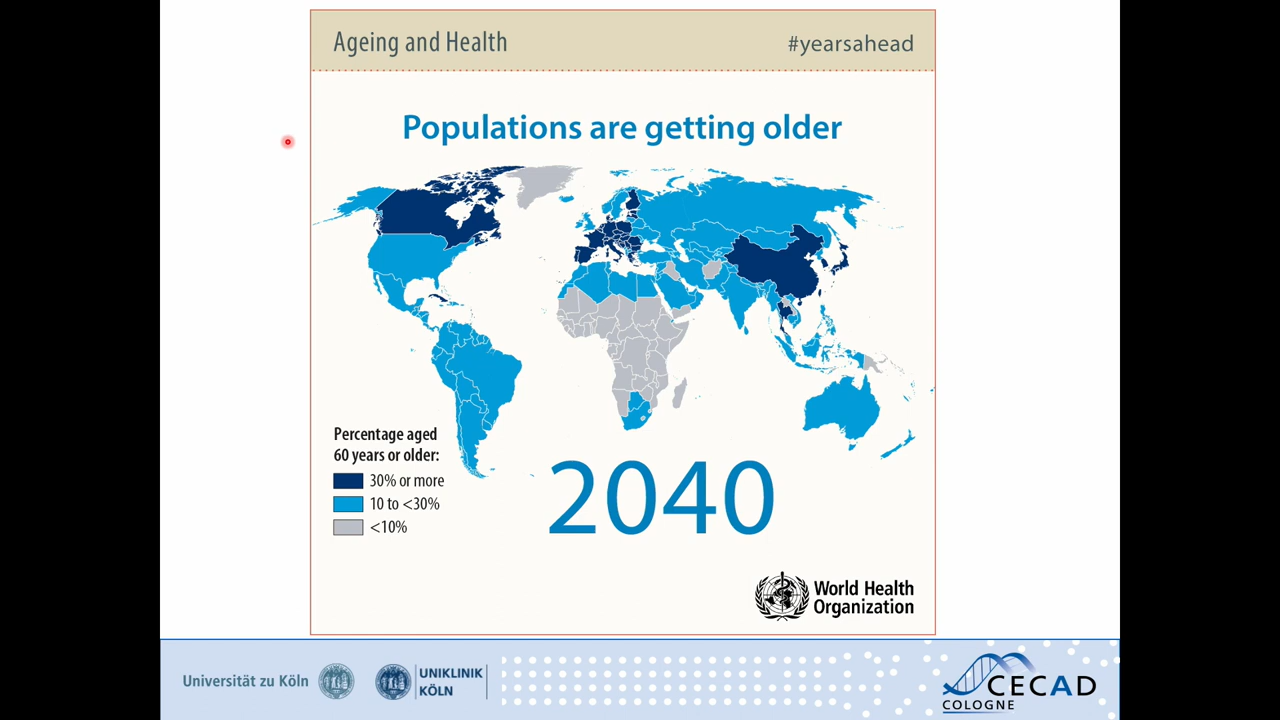 Ageing and Health
#yearsahead
Populations are getting older
Percentage aged
60 years or older:
30% or more
10 to <30%
<10%
2040
World Health
Organization
Universität zu Köln
UNIKLINIK
KÖLN
CECAD
COLOGNE